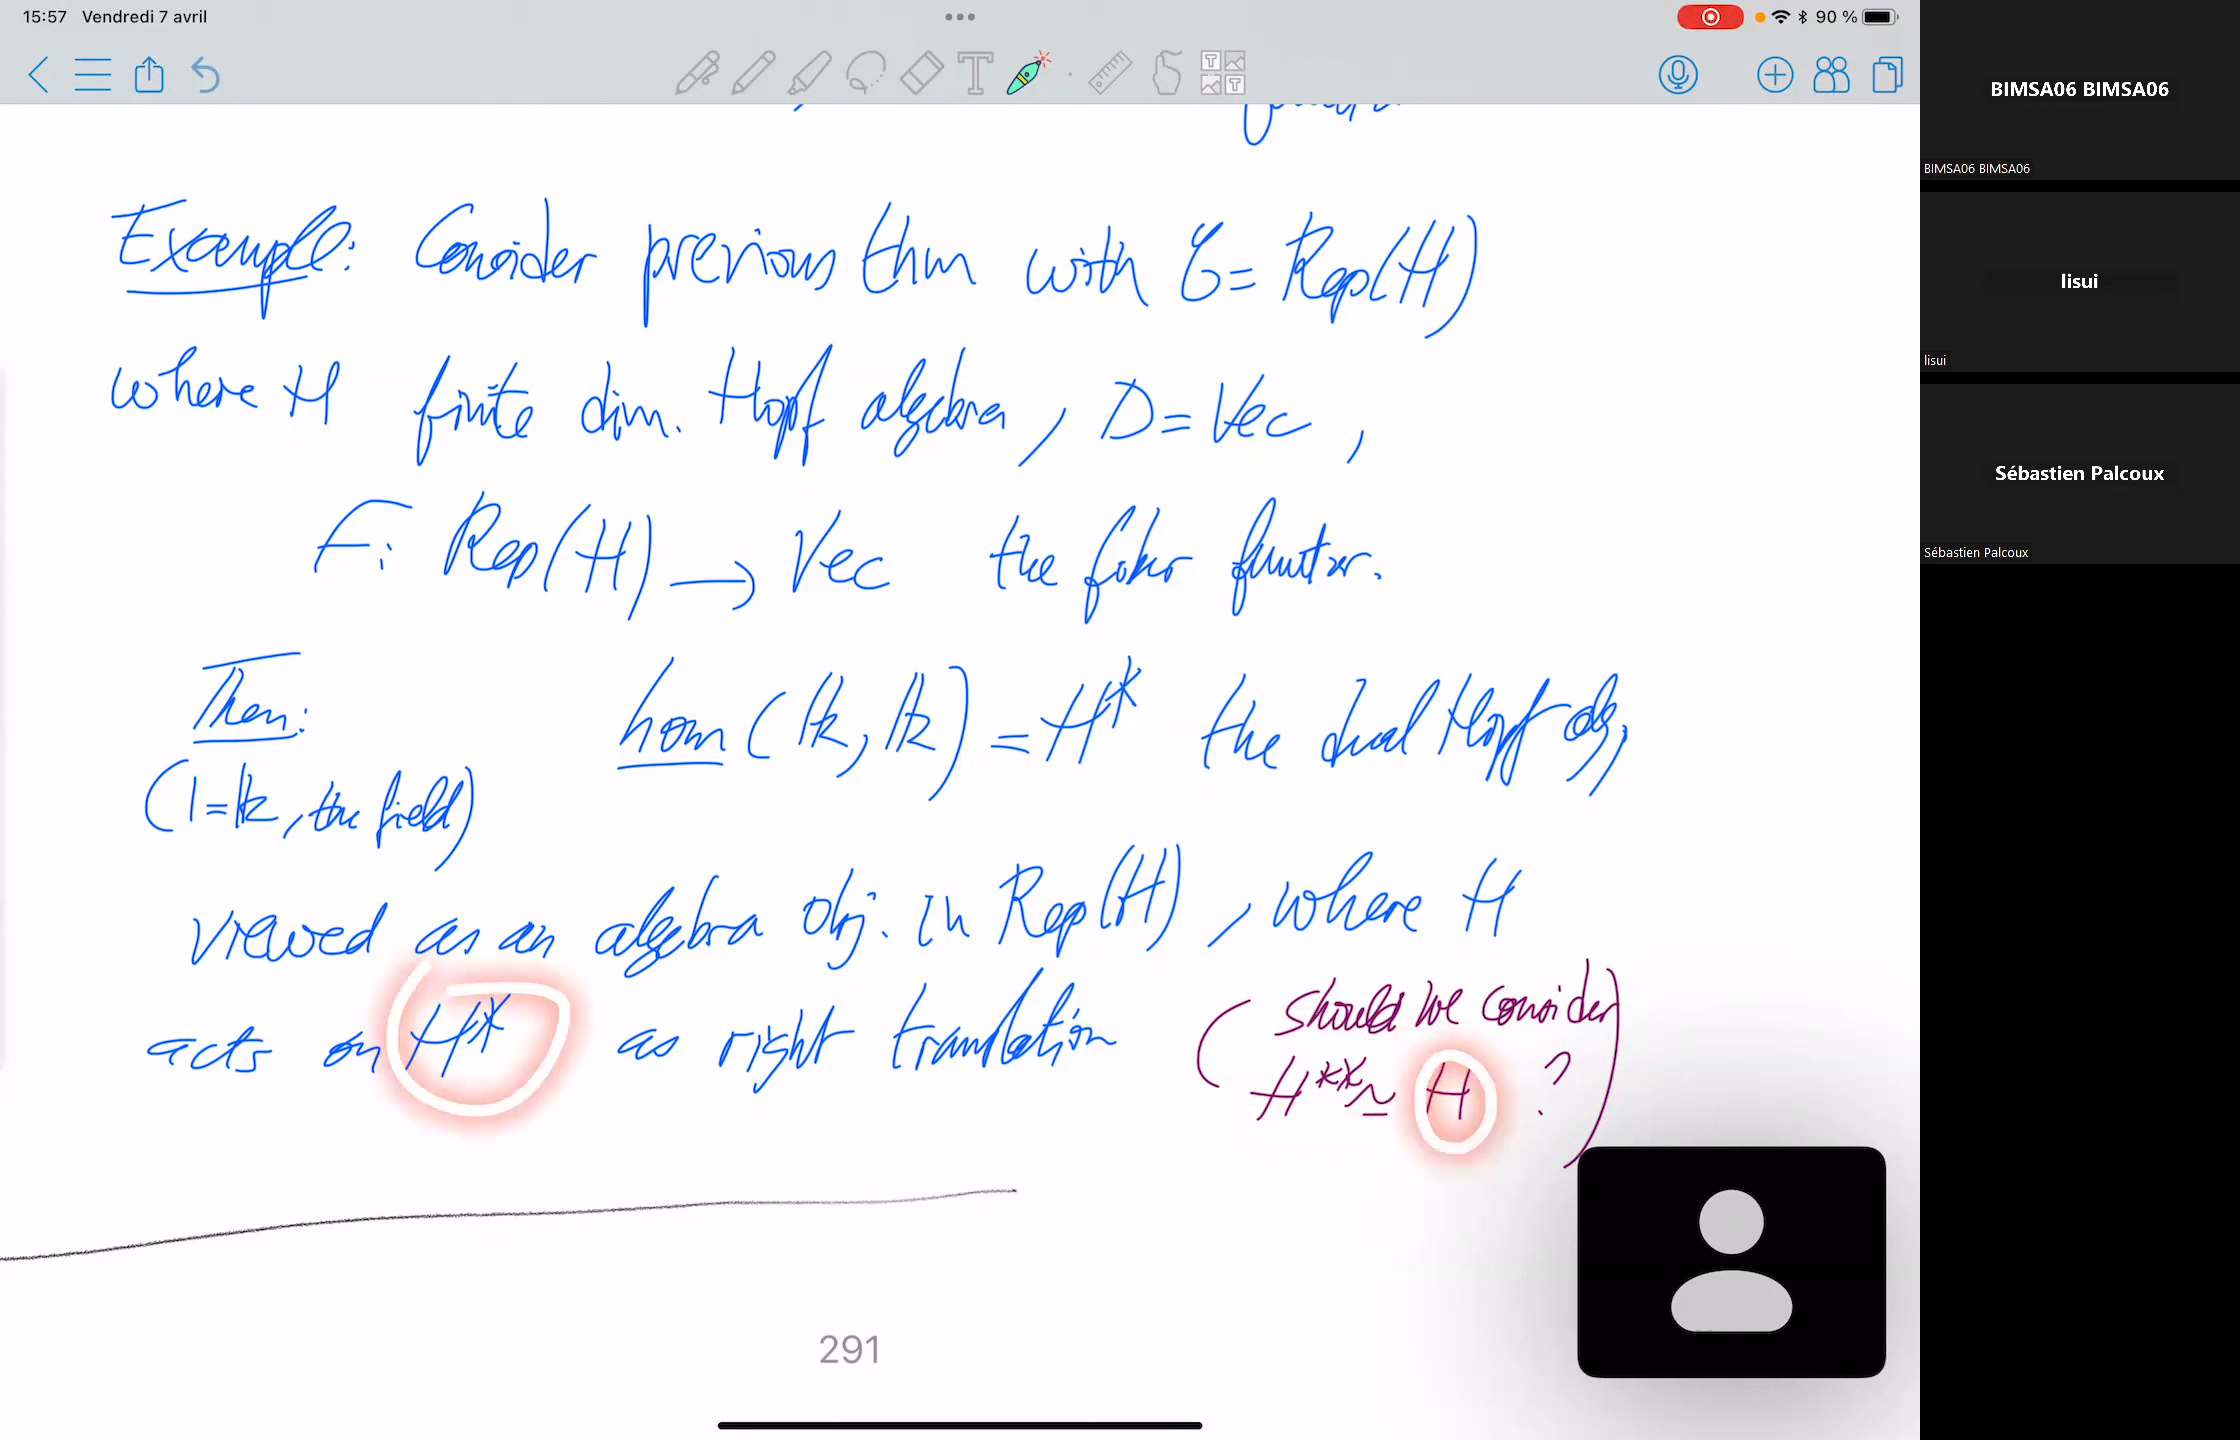 15:57 Vendredi 7 avril
90 %
Example: Consider previous thm with C = Rep(H)
where H finite dim. Hopf algebra, D = Vec,
F: Rep(H) → Vec the fiber functor.
Then: hom(𝕜, 𝕜) = H* the dual Hopf alg,
(1 = 𝕜, the field)
viewed as an algebra obj. in Rep(H), where H
acts on H* as right translation
(should we consider
H** ≃ H ?)
291
BIMSA06 BIMSA06
BIMSA06 BIMSA06
lisui
lisui
Sébastien Palcoux
Sébastien Palcoux